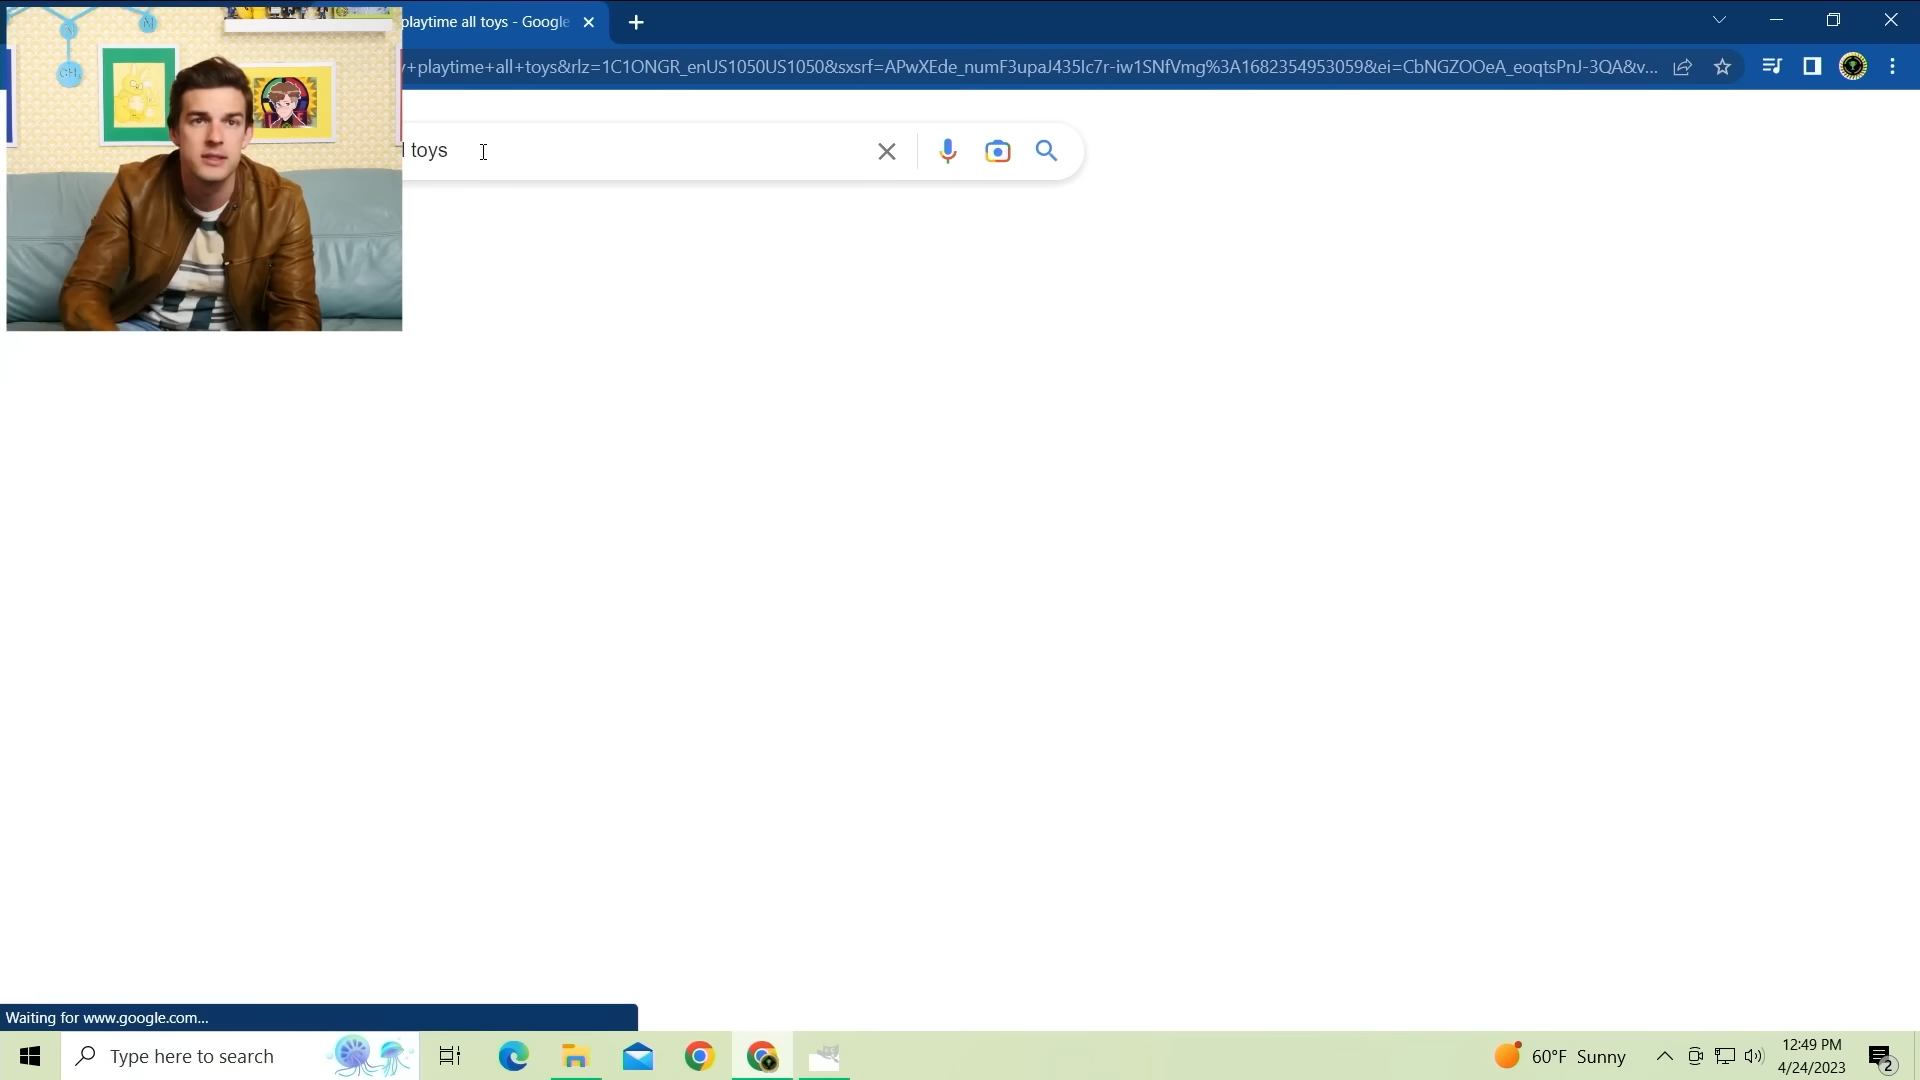 playtime all toys - Google
y+playtime+all+toys&rlz=1C1ONGR_enUS1050US1050&sxsrf=APwXEde_numF3upaJ435Ic7r-iw1SNfVmg%3A1682354953059&ei=CbNGZOOeA_eoqtsPnJ-3QA&v...
l toys
Waiting for www.google.com...
Type here to search
60°F Sunny
12:49 PM
4/24/2023
2